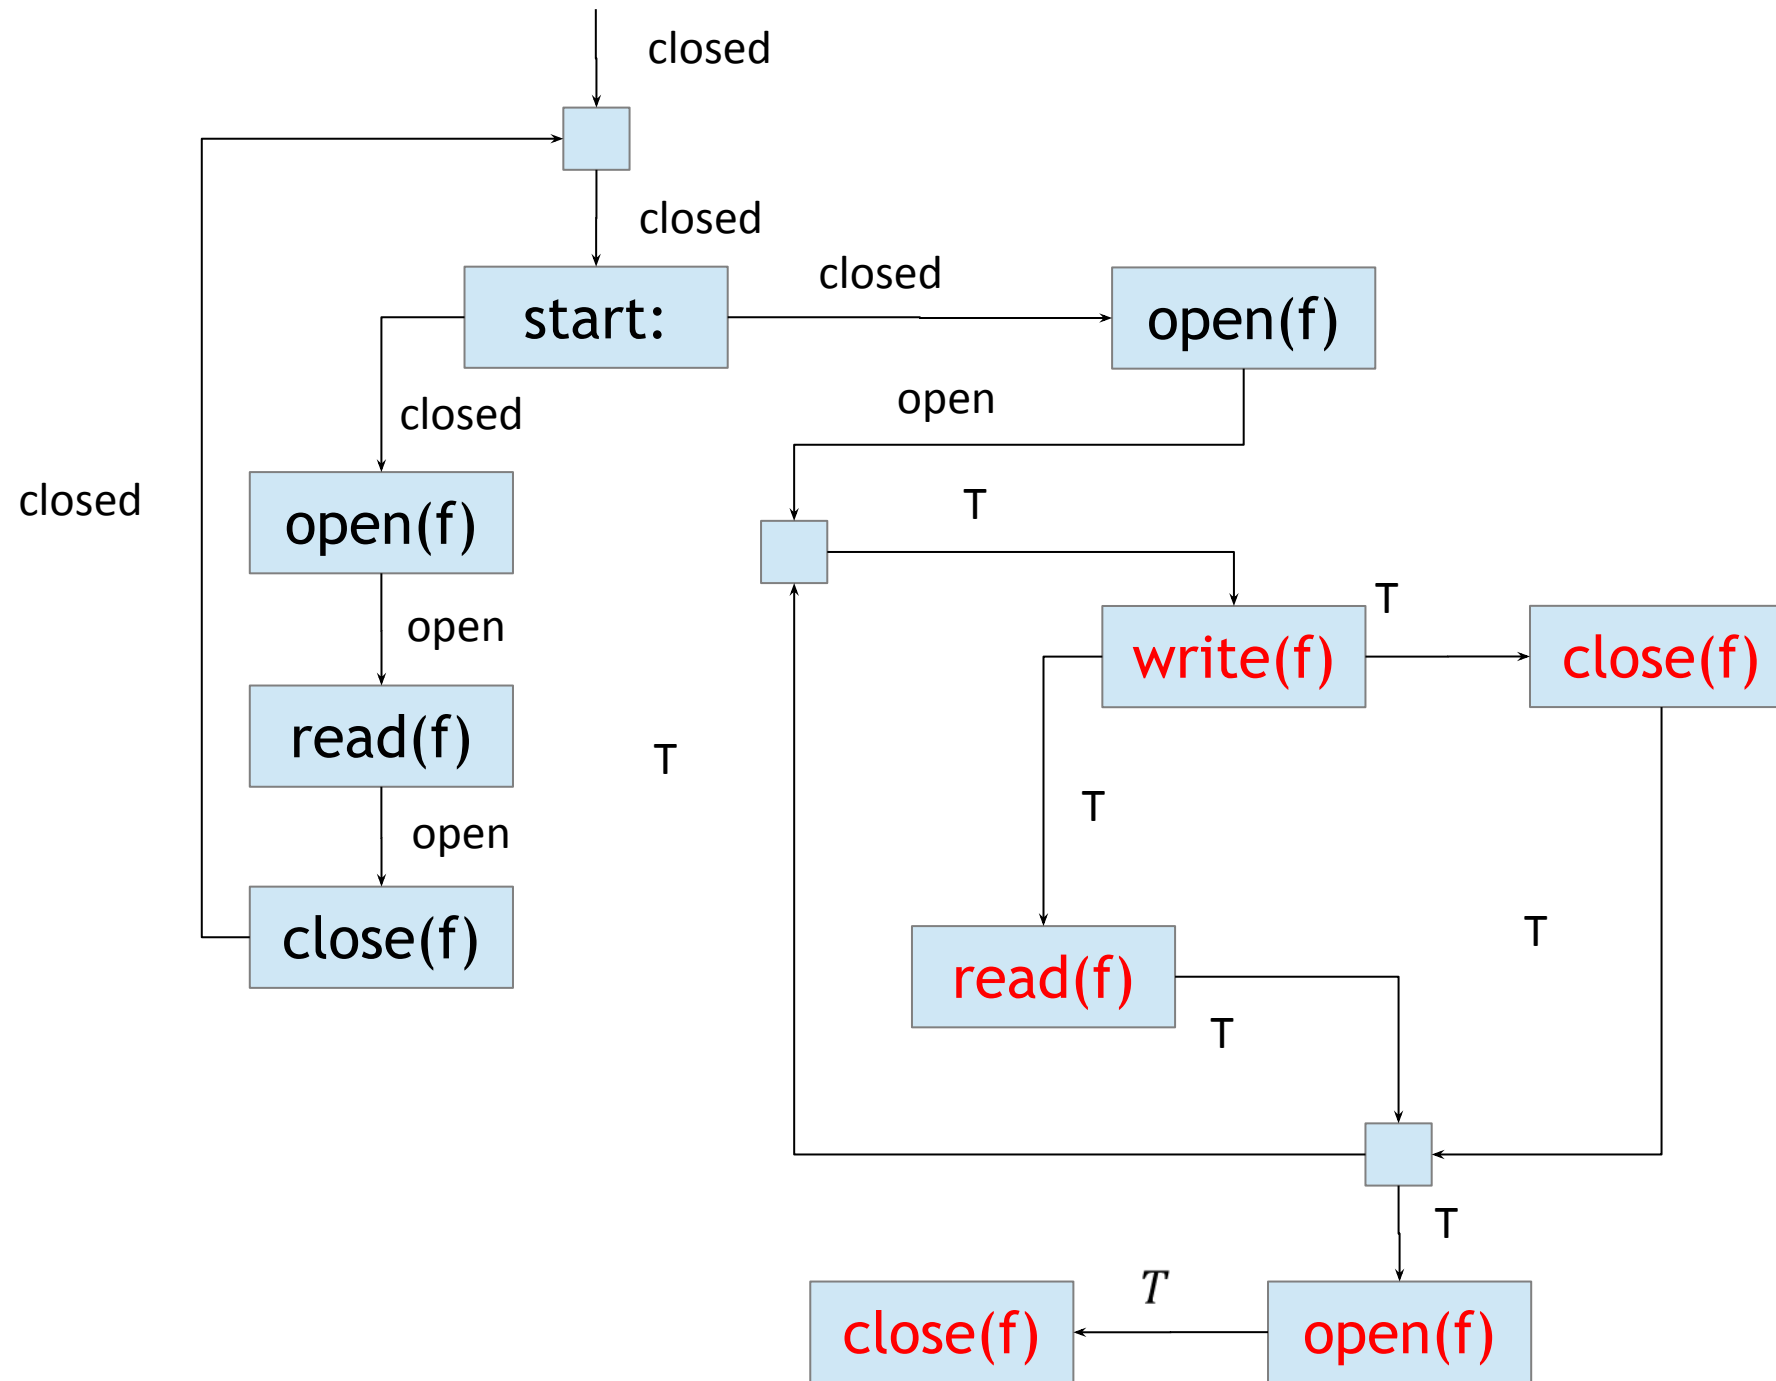 closed
closed
closed
start:
open(f)
closed
open
closed
open(f)
T
T
write(f)
close(f)
open
read(f)
T
T
open
close(f)
T
read(f)
T
T
T
close(f)
open(f)